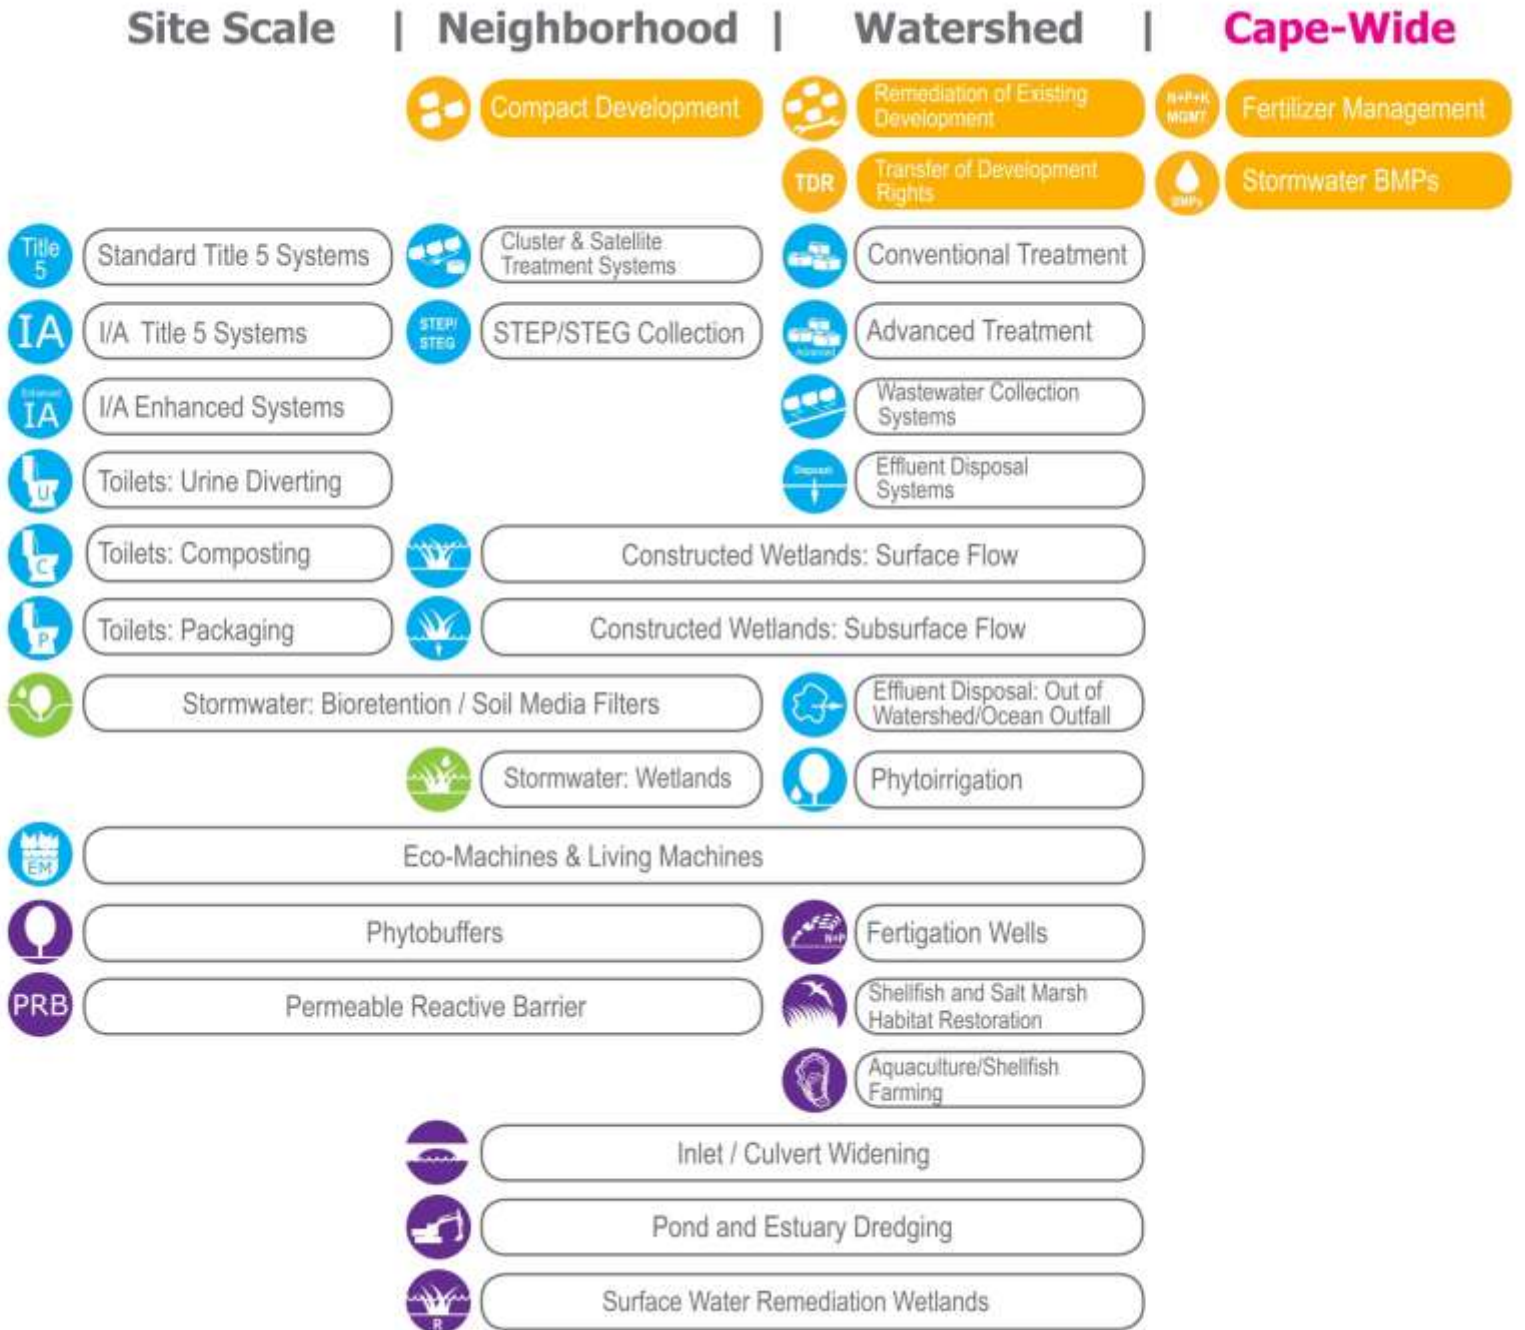 Site Scale | Neighborhood | Watershed | Cape-Wide
Compact Development
Remediation of Existing
Development
N+P+K
MGMT
Fertilizer Management
TDR
Transfer of Development
Rights
BMPs
Stormwater BMPs
Title
5
Standard Title 5 Systems
Cluster & Satellite
Treatment Systems
Conventional Treatment
IA
I/A Title 5 Systems
STEP/
STEG
STEP/STEG Collection
Advanced
Advanced Treatment
Enhanced
IA
I/A Enhanced Systems
Wastewater Collection
Systems
U
Toilets: Urine Diverting
Disposal
Effluent Disposal
Systems
C
Toilets: Composting
Constructed Wetlands: Surface Flow
P
Toilets: Packaging
Constructed Wetlands: Subsurface Flow
Stormwater: Bioretention / Soil Media Filters
Effluent Disposal: Out of
Watershed/Ocean Outfall
Stormwater: Wetlands
Phytoirrigation
EM
Eco-Machines & Living Machines
Phytobuffers
N+P
Fertigation Wells
PRB
Permeable Reactive Barrier
Shellfish and Salt Marsh
Habitat Restoration
Aquaculture/Shellfish
Farming
Inlet / Culvert Widening
Pond and Estuary Dredging
R
Surface Water Remediation Wetlands